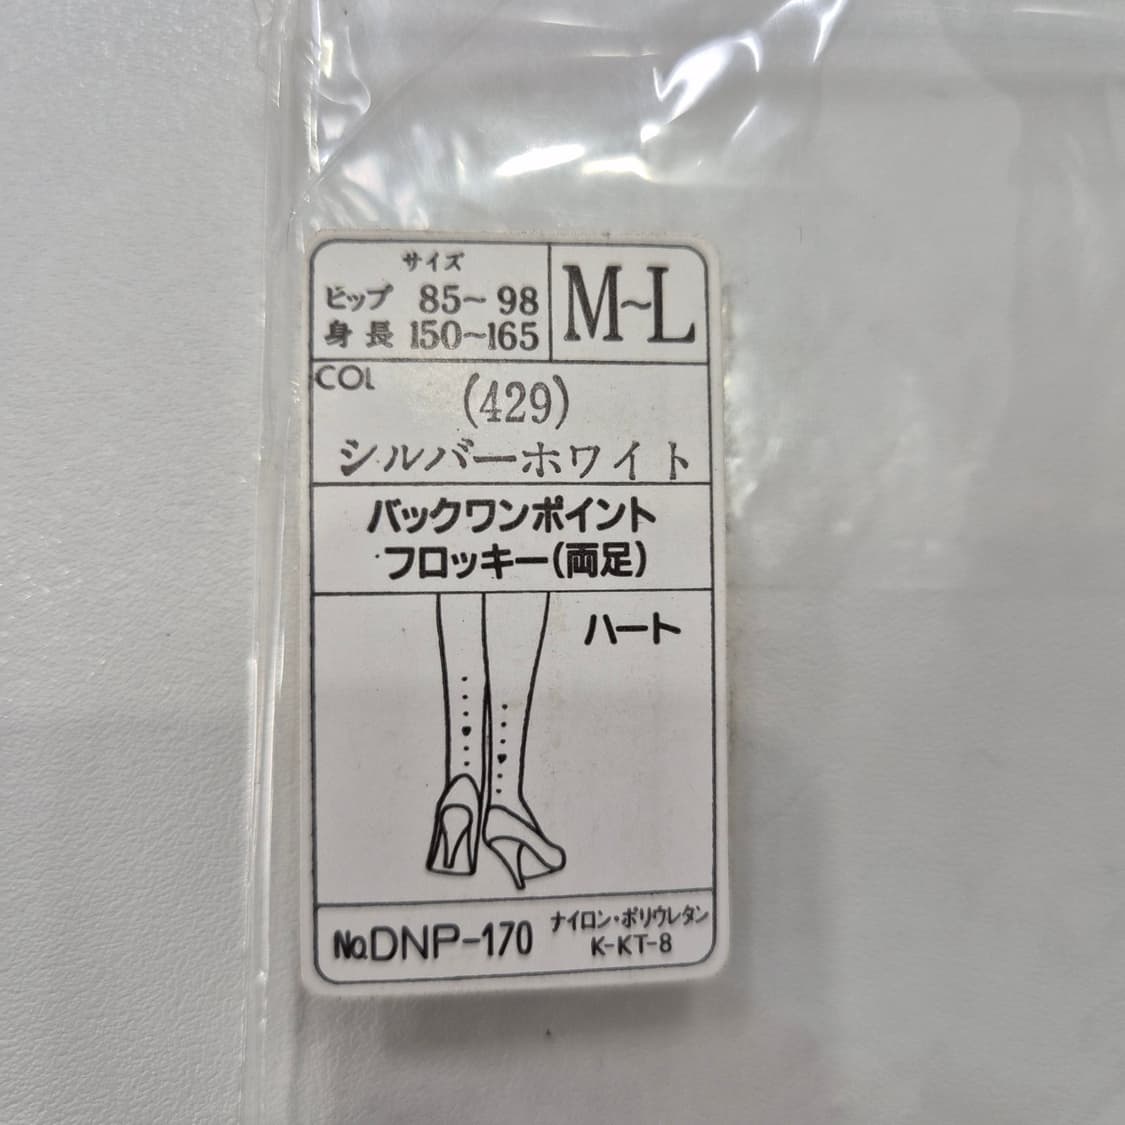 サイズ
ヒップ 85~98
身長 150~165
M~L
COL
(429)
シルバーホワイト
バックワンポイント
フロッキー(両足)
ハート
No.DNP-170
ナイロン・ポリウレタン
K-KT-8